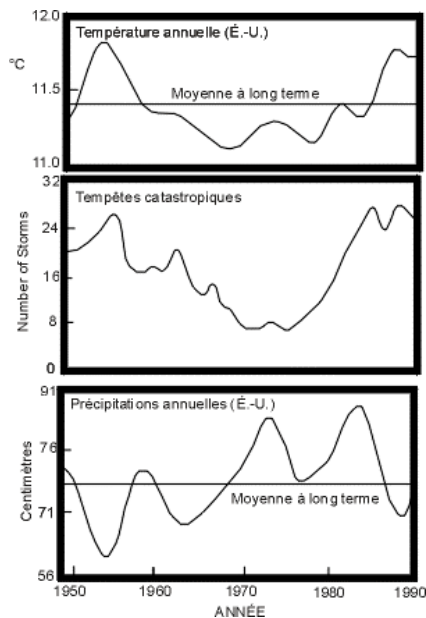 12.0
Température annuelle (É.-U.)
°C
Moyenne à long terme
11.5
11.0
32
Tempêtes catastropiques
24
Number of Storms
16
8
0
91
Précipitations annuelles (É.-U.)
76
Centimètres
Moyenne à long terme
71
56
1950 1960 1970 1980 1990
ANNÉE